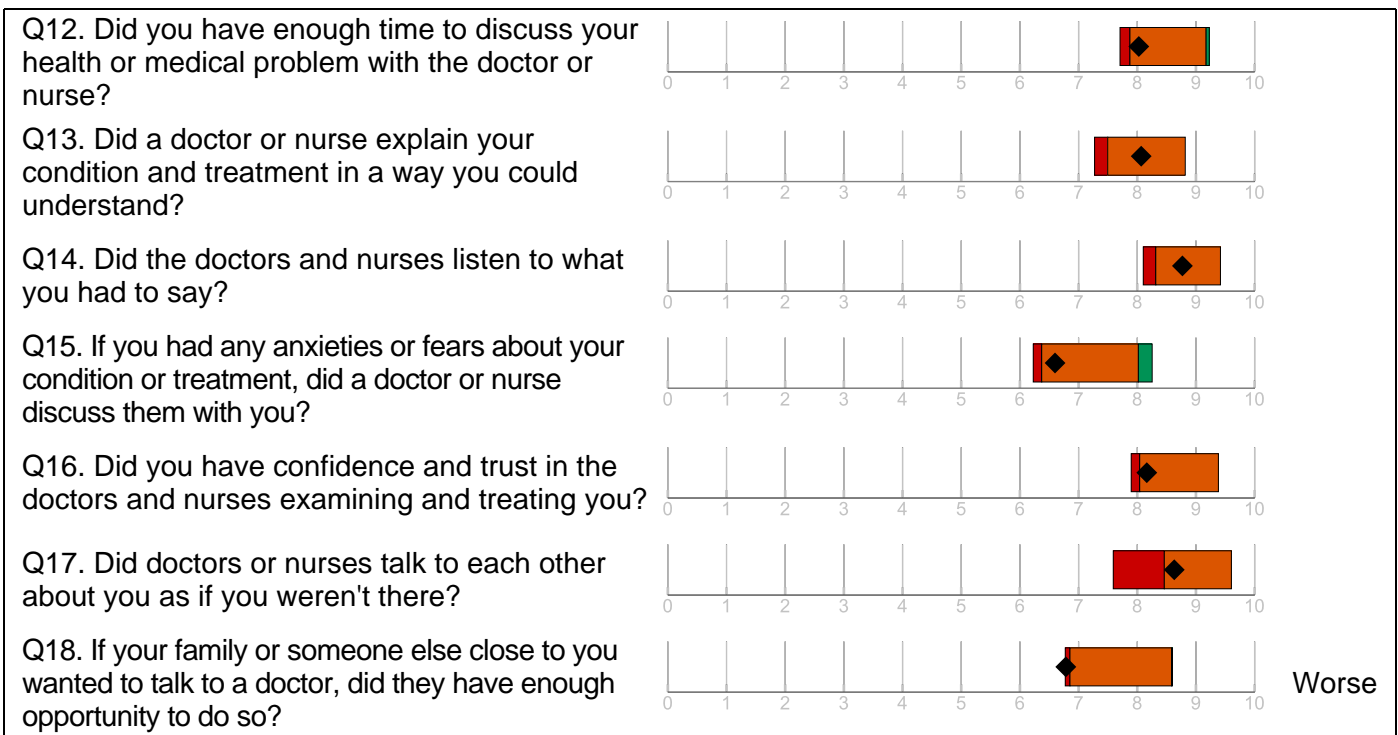 Q12. Did you have enough time to discuss your
health or medical problem with the doctor or
nurse?
0 1 2 3 4 5 6 7 8 9 10
Q13. Did a doctor or nurse explain your
condition and treatment in a way you could
understand?
0 1 2 3 4 5 6 7 8 9 10
Q14. Did the doctors and nurses listen to what
you had to say?
0 1 2 3 4 5 6 7 8 9 10
Q15. If you had any anxieties or fears about your
condition or treatment, did a doctor or nurse
discuss them with you?
0 1 2 3 4 5 6 7 8 9 10
Q16. Did you have confidence and trust in the
doctors and nurses examining and treating you?
0 1 2 3 4 5 6 7 8 9 10
Q17. Did doctors or nurses talk to each other
about you as if you weren't there?
0 1 2 3 4 5 6 7 8 9 10
Q18. If your family or someone else close to you
wanted to talk to a doctor, did they have enough
opportunity to do so?
0 1 2 3 4 5 6 7 8 9 10
Worse